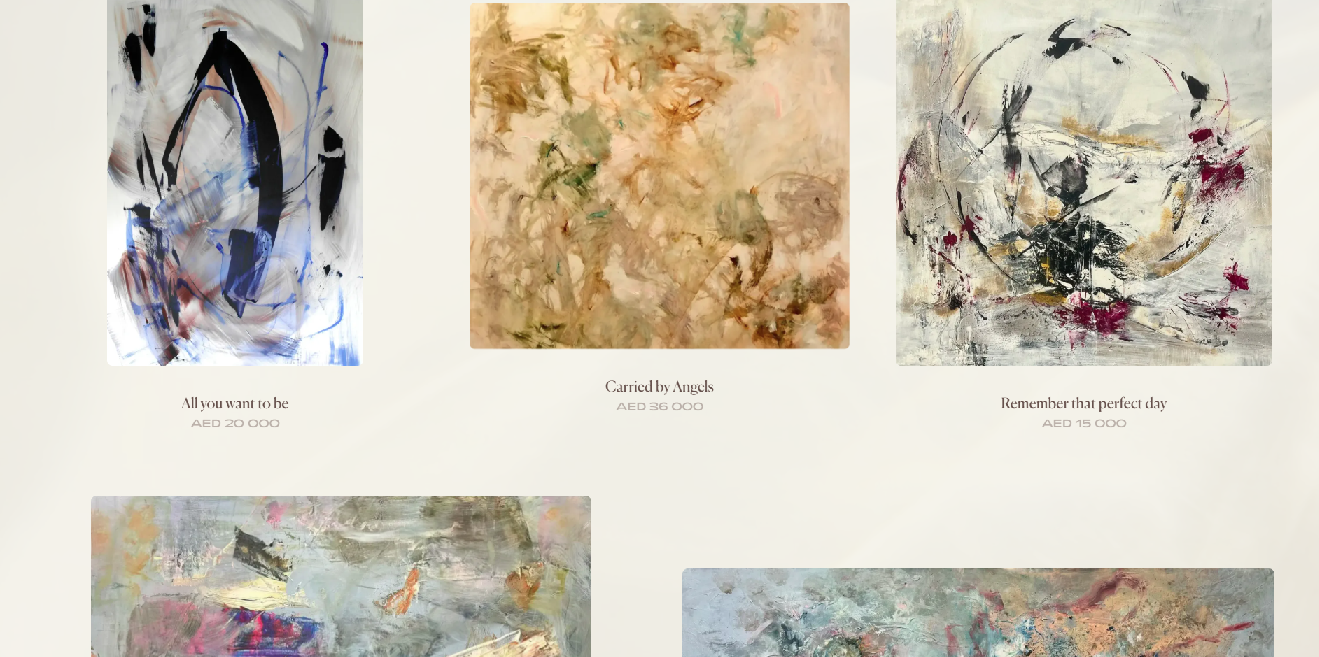 Carried by Angels
AED 36 000
All you want to be
AED 20 000
Remember that perfect day
AED 15 000